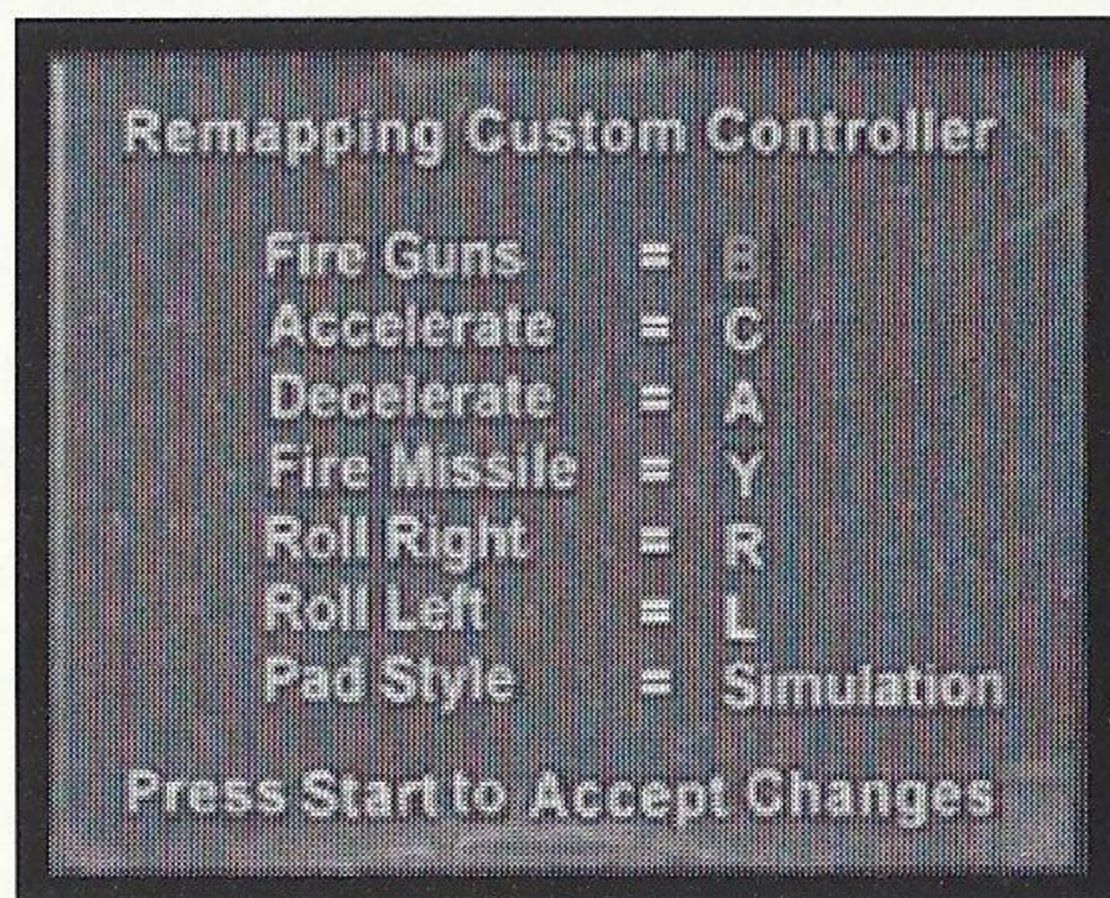 Remapping Custom Controller
Fire Guns = B
Accelerate = C
Decelerate = A
Fire Missile = Y
Roll Right = R
Roll Left = L
Pad Style = Simulation
Press Start to Accept Changes